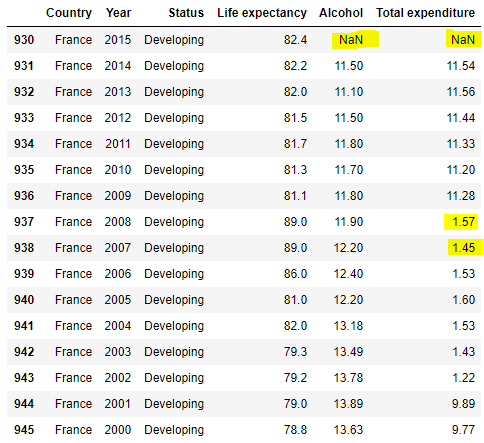 Country Year Status Life expectancy Alcohol Total expenditure
930 France 2015 Developing 82.4 NaN NaN
931 France 2014 Developing 82.2 11.50 11.54
932 France 2013 Developing 82.0 11.10 11.56
933 France 2012 Developing 81.5 11.50 11.44
934 France 2011 Developing 81.7 11.80 11.33
935 France 2010 Developing 81.3 11.70 11.20
936 France 2009 Developing 81.1 11.80 11.28
937 France 2008 Developing 89.0 11.90 1.57
938 France 2007 Developing 89.0 12.20 1.45
939 France 2006 Developing 86.0 12.40 1.53
940 France 2005 Developing 81.0 12.20 1.60
941 France 2004 Developing 82.0 13.18 1.53
942 France 2003 Developing 79.3 13.49 1.43
943 France 2002 Developing 79.2 13.78 1.22
944 France 2001 Developing 79.0 13.89 9.89
945 France 2000 Developing 78.8 13.63 9.77